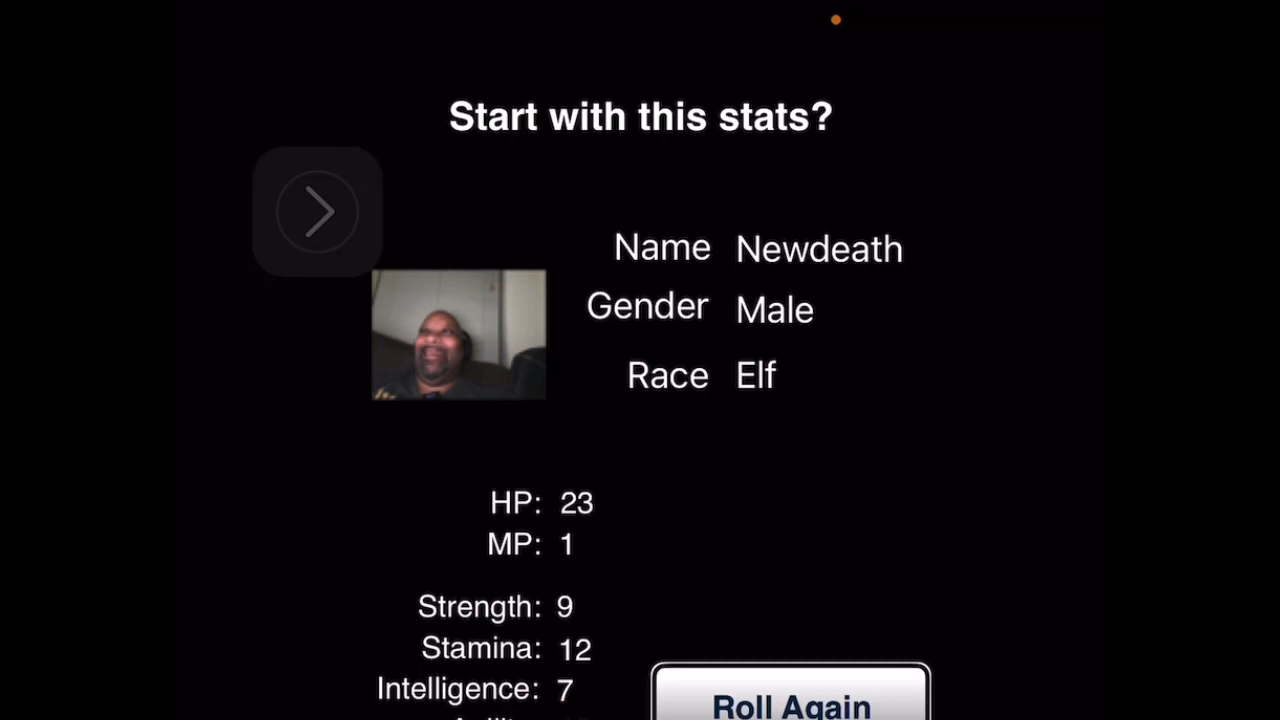 Start with this stats?
Name Newdeath
Gender Male
Race Elf
HP: 23
MP: 1
Strength: 9
Stamina: 12
Intelligence: 7
Roll Again